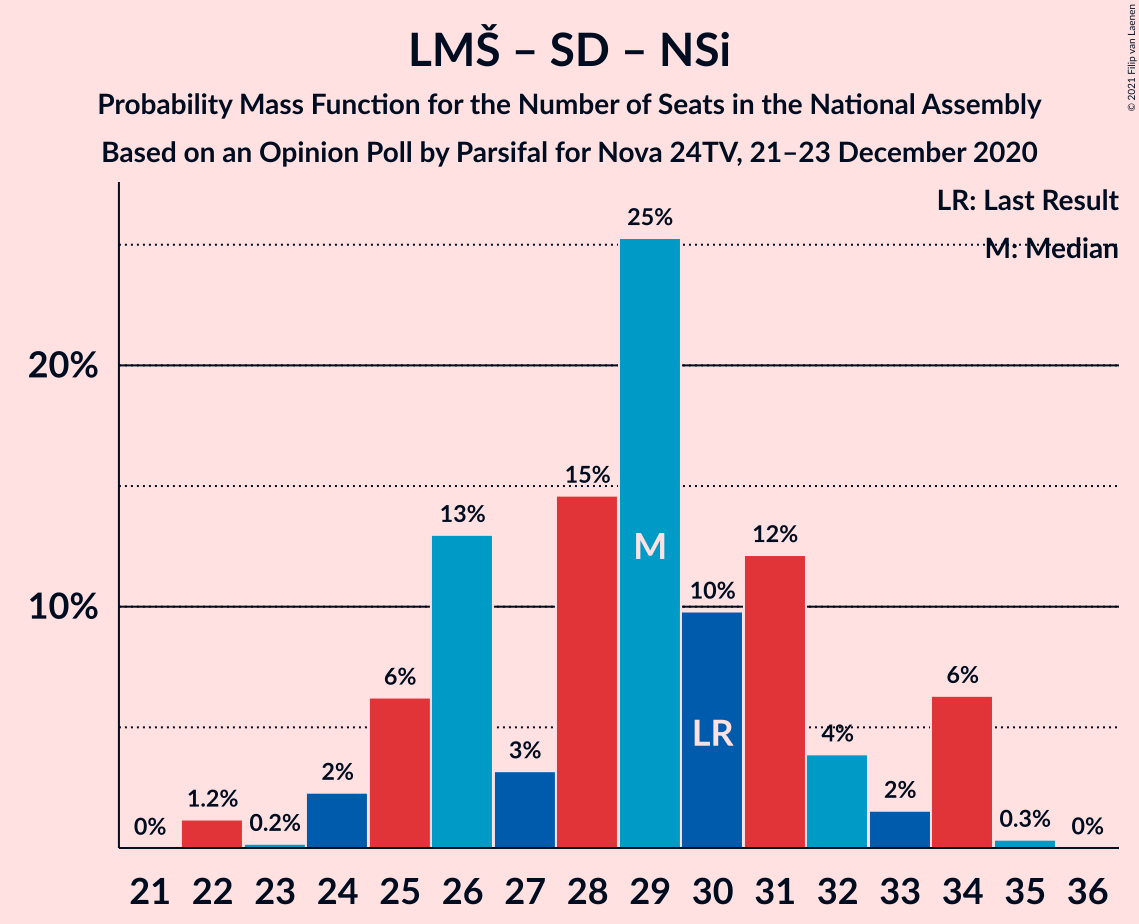 LMŠ – SD – NSi
Probability Mass Function for the Number of Seats in the National Assembly
Based on an Opinion Poll by Parsifal for Nova 24TV, 21–23 December 2020
© 2021 Filip van Laenen
LR: Last Result
M: Median
20%
10%
0%
1.2%
0.2%
2%
6%
13%
3%
15%
25%
10%
12%
4%
2%
6%
0.3%
0%
M
LR
21 22 23 24 25 26 27 28 29 30 31 32 33 34 35 36